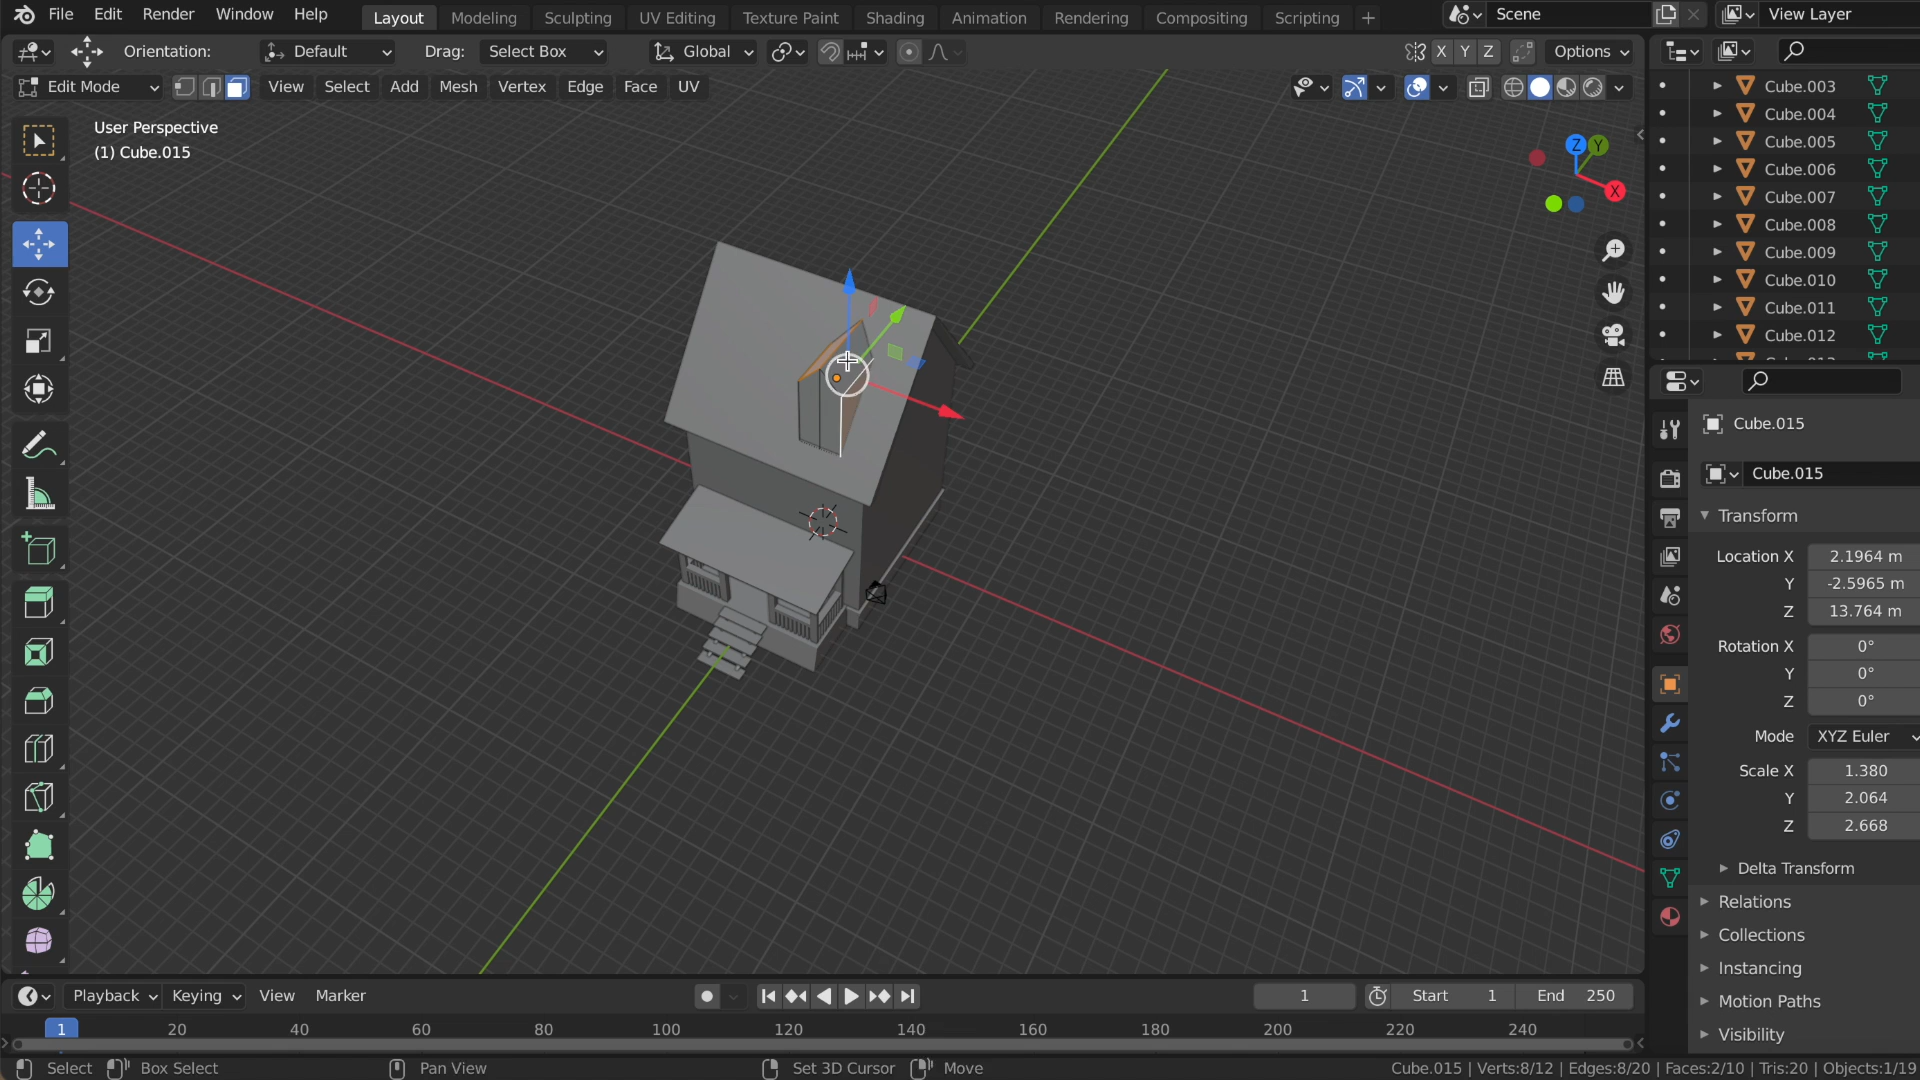 File Edit Render Window Help Layout Modeling Sculpting UV Editing Texture Paint Shading Animation Rendering Compositing Scripting + Scene View Layer
Orientation: Default Drag: Select Box Global X Y Z Options
Edit Mode View Select Add Mesh Vertex Edge Face UV
User Perspective
(1) Cube.015
Z Y
X
Cube.003
Cube.004
Cube.005
Cube.006
Cube.007
Cube.008
Cube.009
Cube.010
Cube.011
Cube.012
Cube.015
Cube.015
Transform
Location X 2.1964 m
Y -2.5965 m
Z 13.764 m
Rotation X 0°
Y 0°
Z 0°
Mode XYZ Euler
Scale X 1.380
Y 2.064
Z 2.668
Delta Transform
Relations
Collections
Instancing
Motion Paths
Visibility
Playback Keying View Marker 1 Start 1 End 250
1 20 40 60 80 100 120 140 160 180 200 220 240
Select Box Select Pan View Set 3D Cursor Move Cube.015 | Verts:8/12 | Edges:8/20 | Faces:2/10 | Tris:20 | Objects:1/19